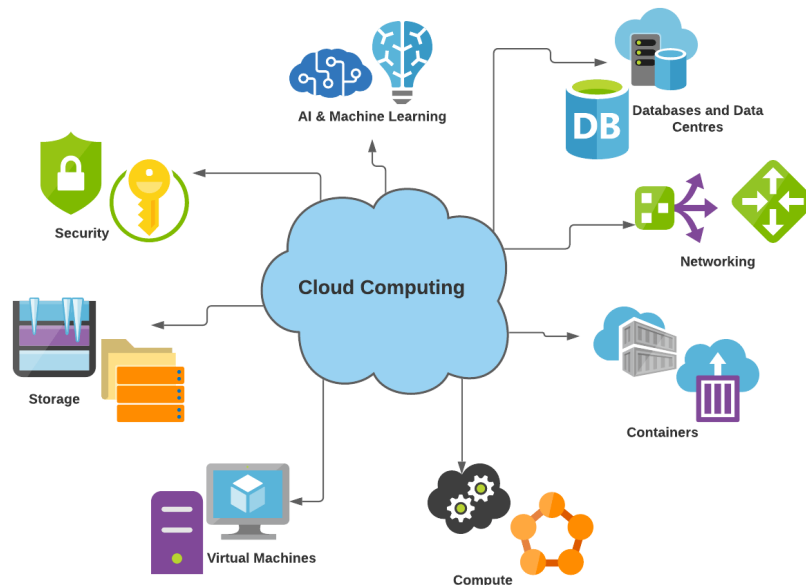 AI & Machine Learning
Databases and Data
Centres
DB
Security
Networking
Cloud Computing
Storage
Containers
Virtual Machines
Compute